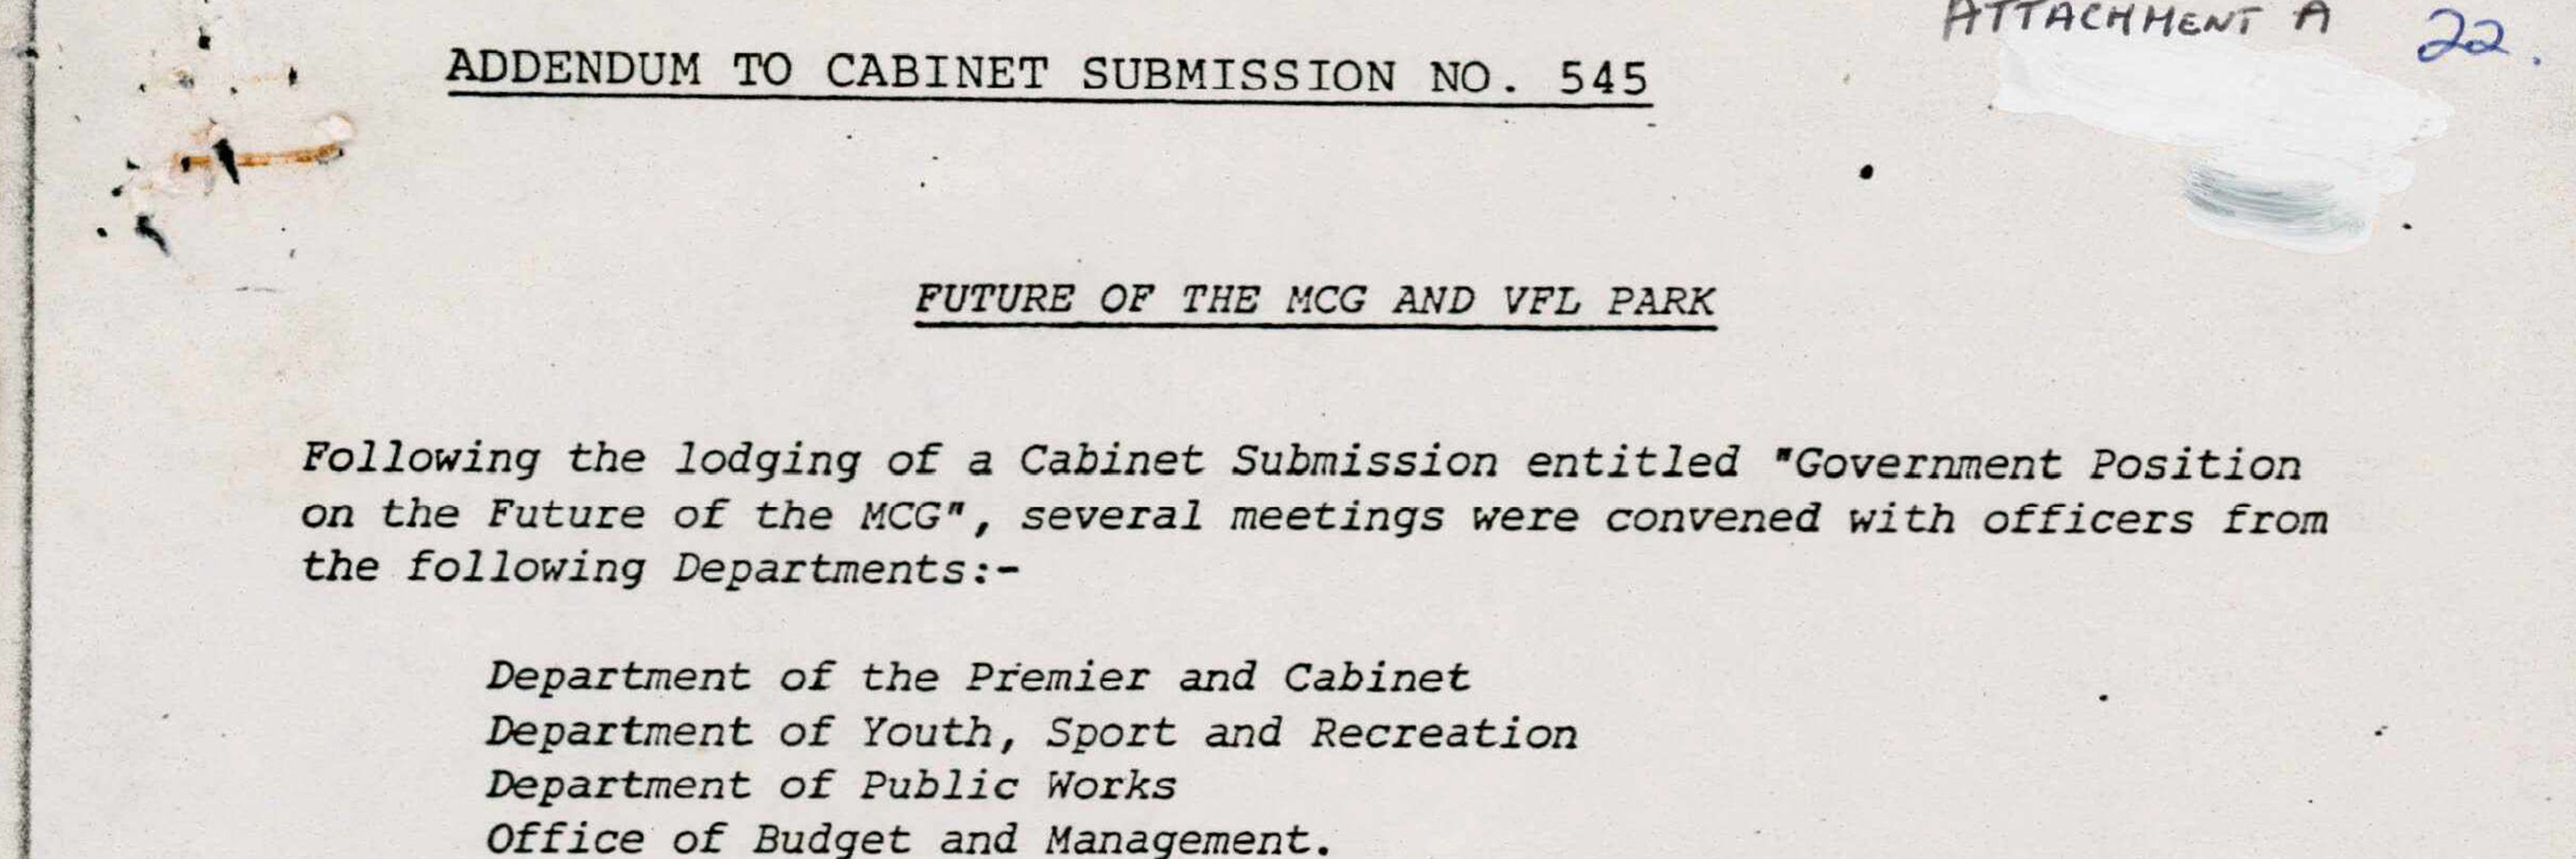 ATTACHMENT A 22.
ADDENDUM TO CABINET SUBMISSION NO. 545
FUTURE OF THE MCG AND VFL PARK
Following the lodging of a Cabinet Submission entitled "Government Position
on the Future of the MCG", several meetings were convened with officers from
the following Departments:-
Department of the Premier and Cabinet
Department of Youth, Sport and Recreation
Department of Public Works
Office of Budget and Management.